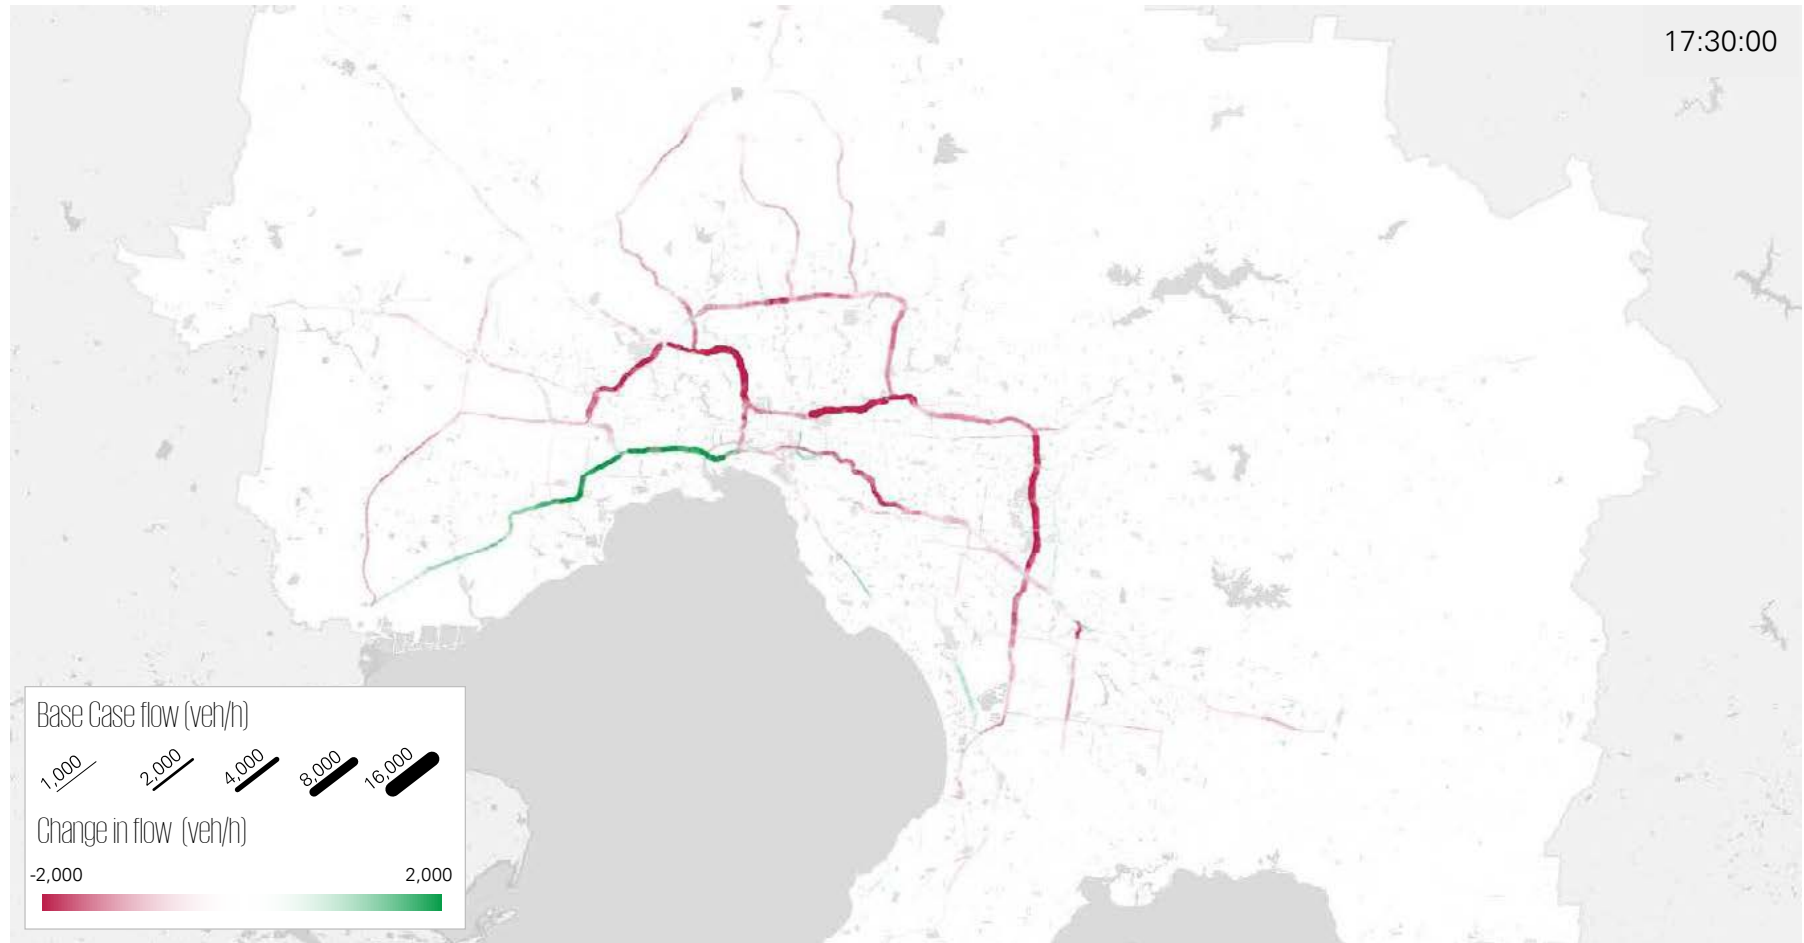 17:30:00
Base Case flow (veh/h)
1,000 2,000 4,000 8,000 16,000
Change in flow (veh/h)
-2,000 2,000